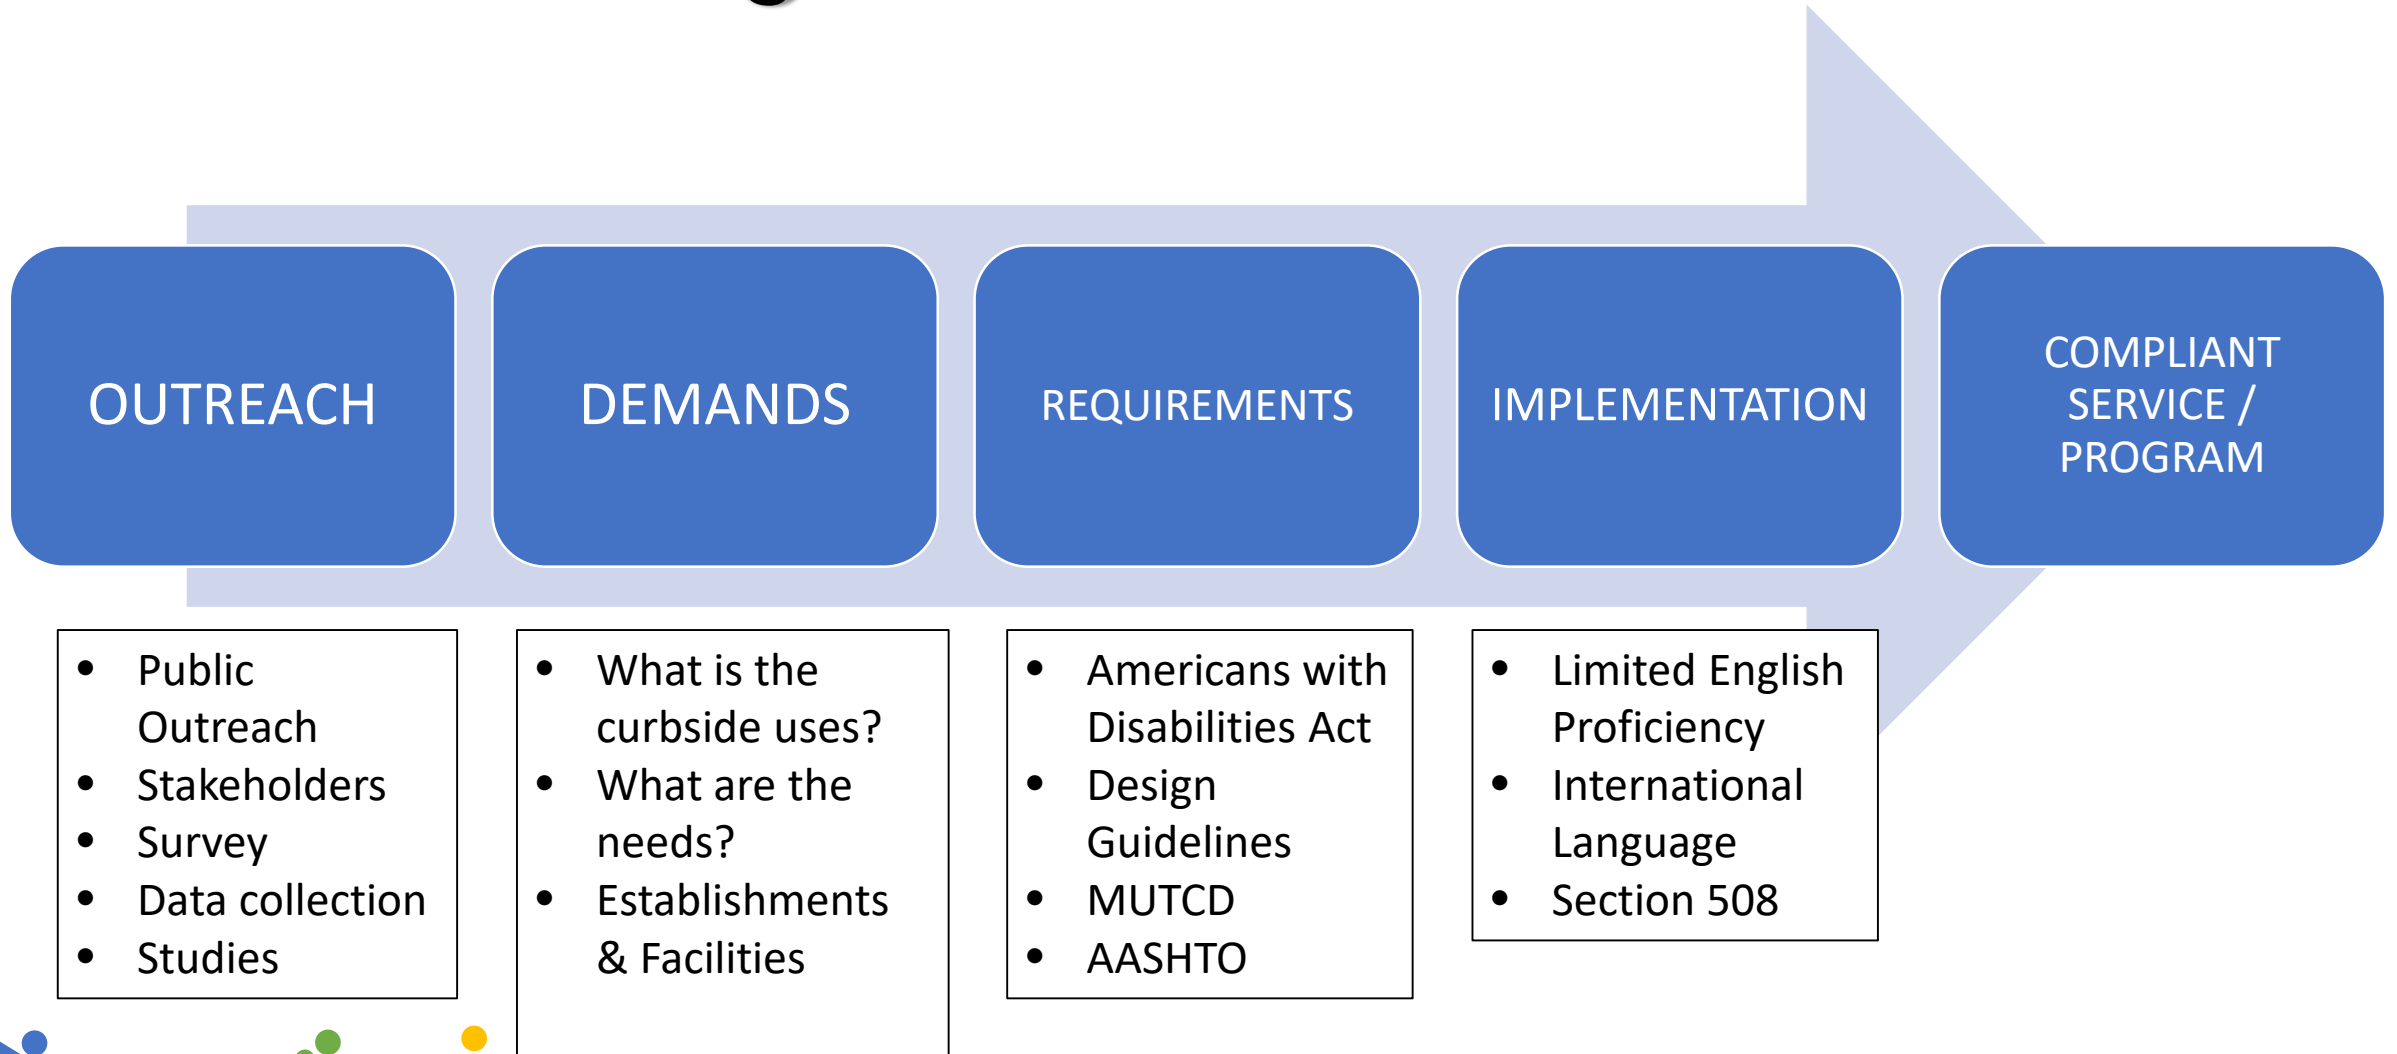 OUTREACH
DEMANDS
REQUIREMENTS
IMPLEMENTATION
COMPLIANT
SERVICE /
PROGRAM
• Public
Outreach
• Stakeholders
• Survey
• Data collection
• Studies
• What is the
curbside uses?
• What are the
needs?
• Establishments
& Facilities
• Americans with
Disabilities Act
• Design
Guidelines
• MUTCD
• AASHTO
• Limited English
Proficiency
• International
Language
• Section 508